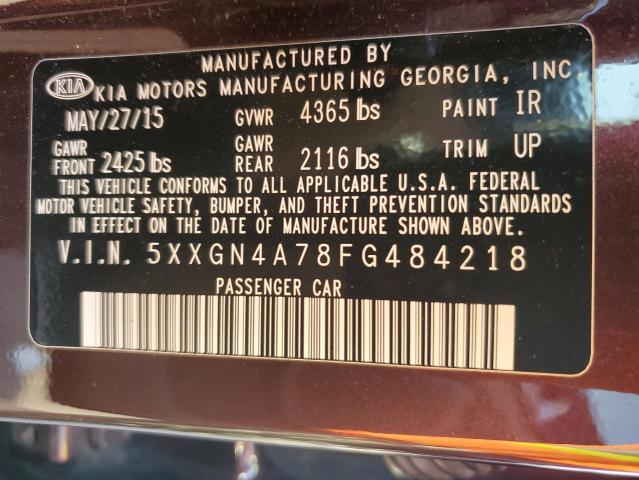 MANUFACTURED BY
KIA KIA MOTORS MANUFACTURING GEORGIA, INC.
MAY/27/15 GVWR 4365 lbs PAINT IR
GAWR FRONT 2425 lbs GAWR REAR 2116 lbs TRIM UP
THIS VEHICLE CONFORMS TO ALL APPLICABLE U.S.A. FEDERAL
MOTOR VEHICLE SAFETY, BUMPER, AND THEFT PREVENTION STANDARDS
IN EFFECT ON THE DATE OF MANUFACTURE SHOWN ABOVE.
V.I.N. 5XXGN4A78FG484218
PASSENGER CAR